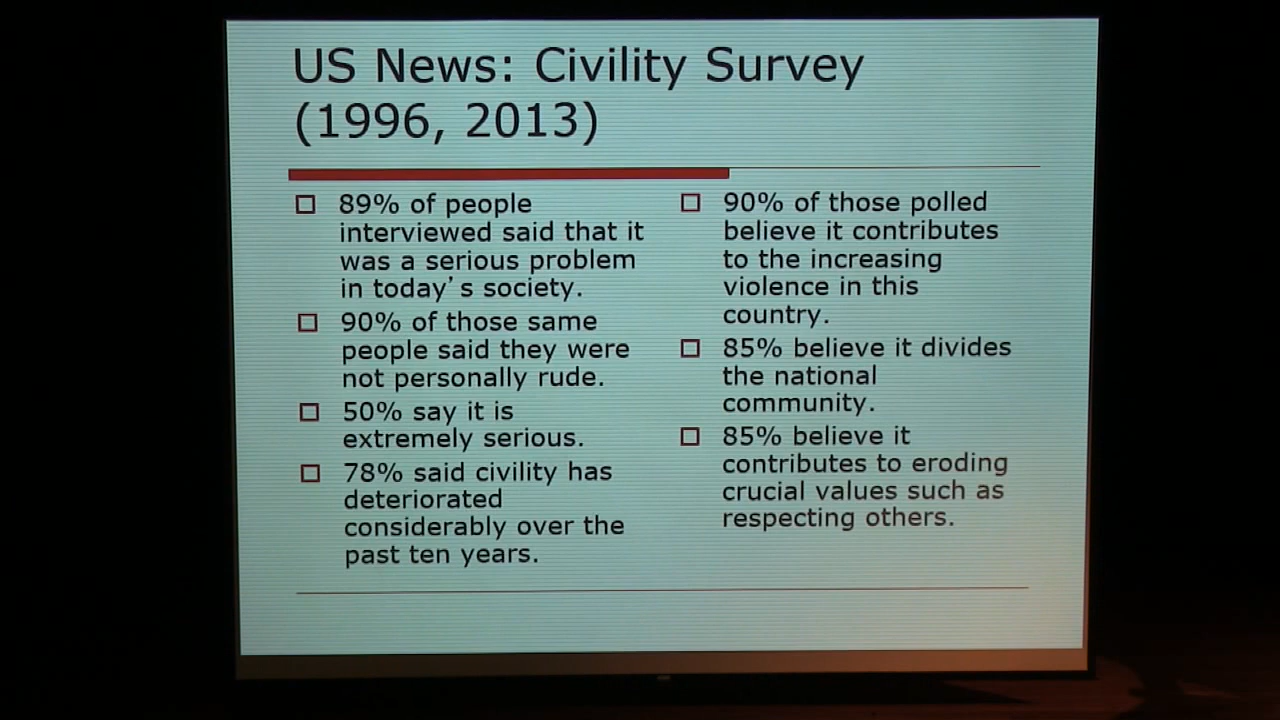 US News: Civility Survey
(1996, 2013)
89% of people
interviewed said that it
was a serious problem
in today's society.
90% of those same
people said they were
not personally rude.
50% say it is
extremely serious.
78% said civility has
deteriorated
considerably over the
past ten years.
90% of those polled
believe it contributes
to the increasing
violence in this
country.
85% believe it divides
the national
community.
85% believe it
contributes to eroding
crucial values such as
respecting others.